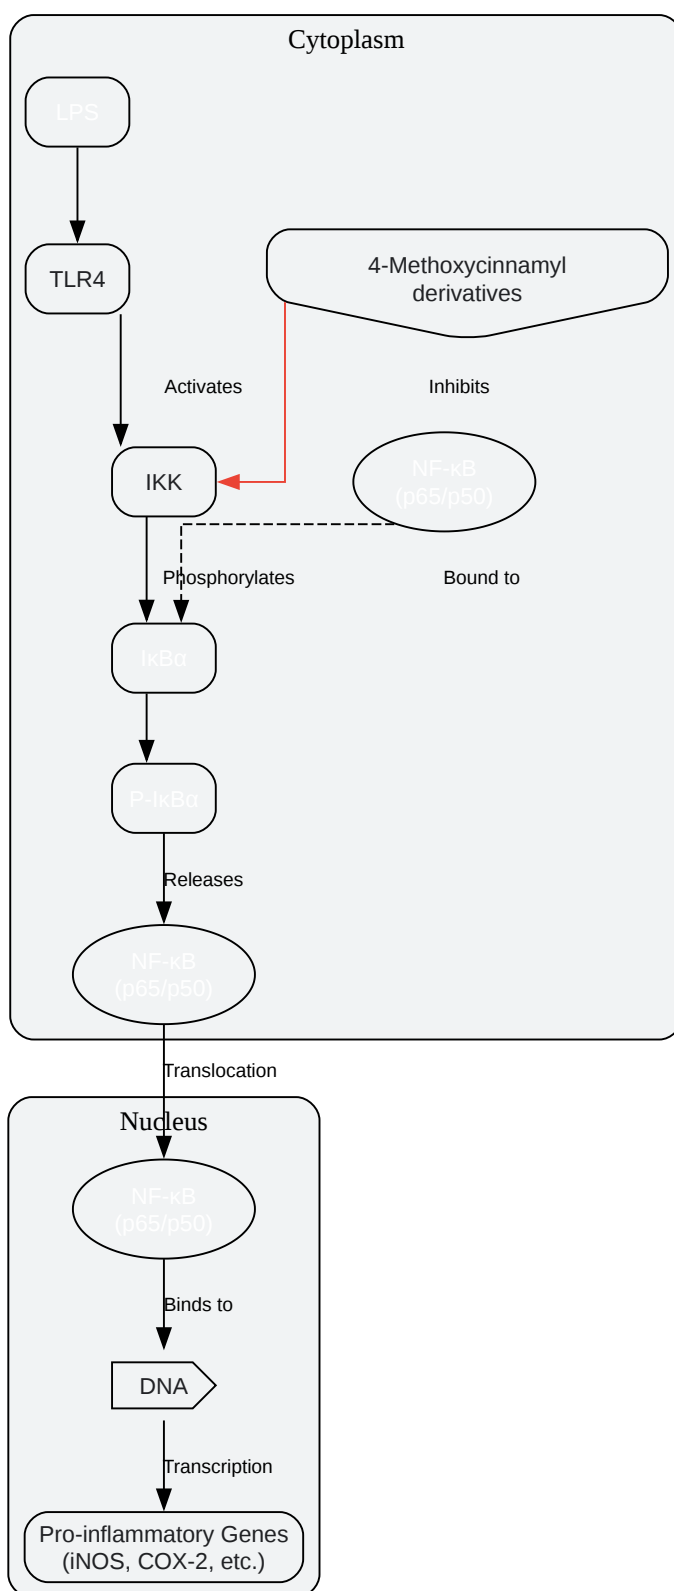 Cytoplasm
LPS
TLR4
4-Methoxycinnamyl
derivatives
Activates
Inhibits
IKK
NF-κB
(p65/p50)
Phosphorylates
Bound to
IκBα
P-IκBα
Releases
NF-κB
(p65/p50)
Translocation
Nucleus
NF-κB
(p65/p50)
Binds to
DNA
Transcription
Pro-inflammatory Genes
(iNOS, COX-2, etc.)